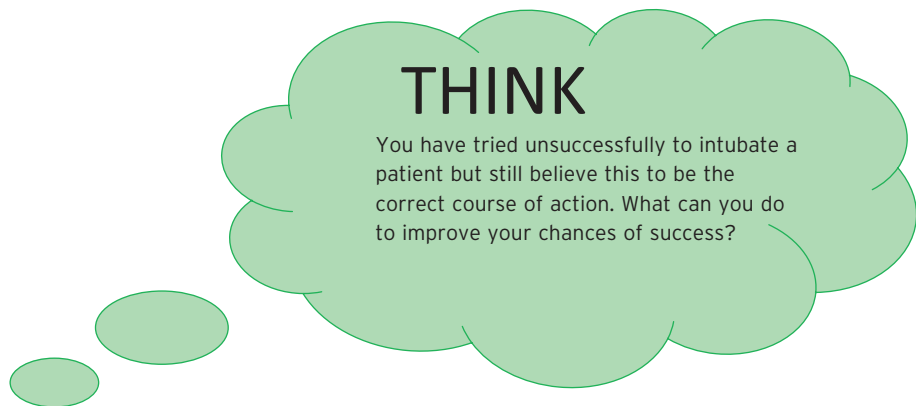 THINK
You have tried unsuccessfully to intubate a
patient but still believe this to be the
correct course of action. What can you do
to improve your chances of success?